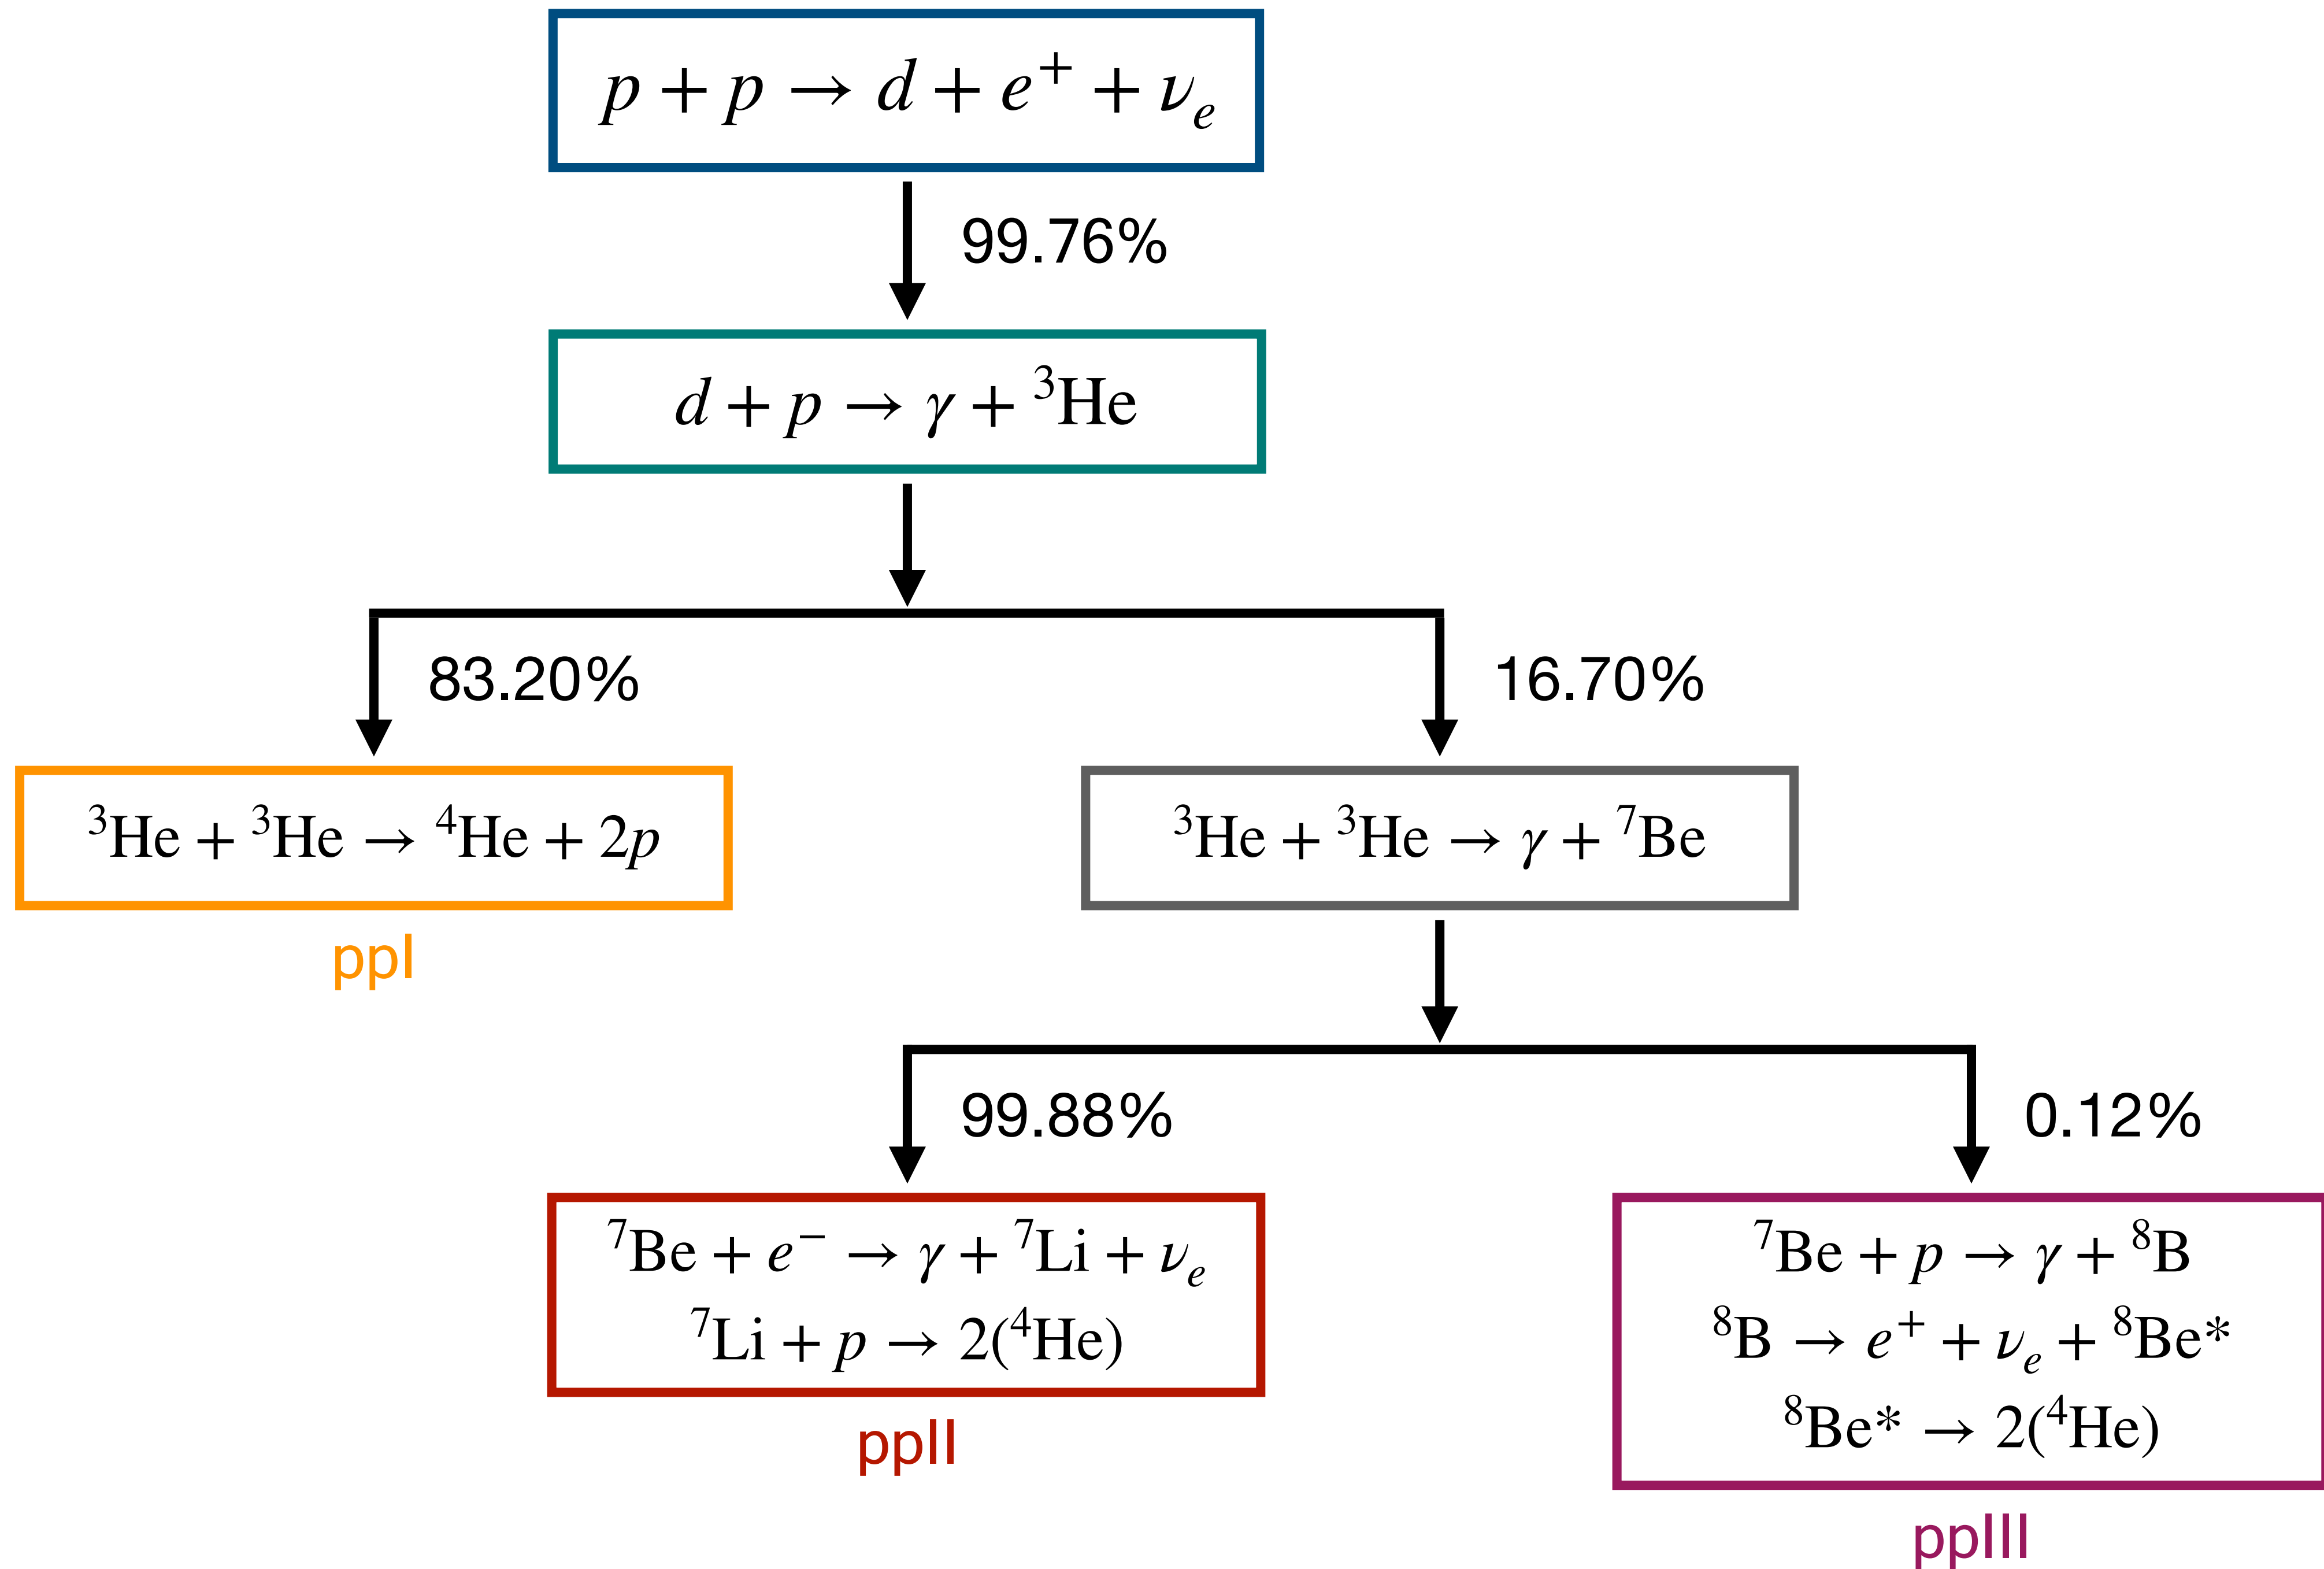 p + p → d + e⁺ + νₑ
99.76%
d + p → γ + ³He
83.20%
16.70%
³He + ³He → ⁴He + 2p
³He + ³He → γ + ⁷Be
ppI
99.88%
0.12%
⁷Be + e⁻ → γ + ⁷Li + νₑ
⁷Li + p → 2(⁴He)
ppII
⁷Be + p → γ + ⁸B
⁸B → e⁺ + νₑ + ⁸Be*
⁸Be* → 2(⁴He)
ppIII